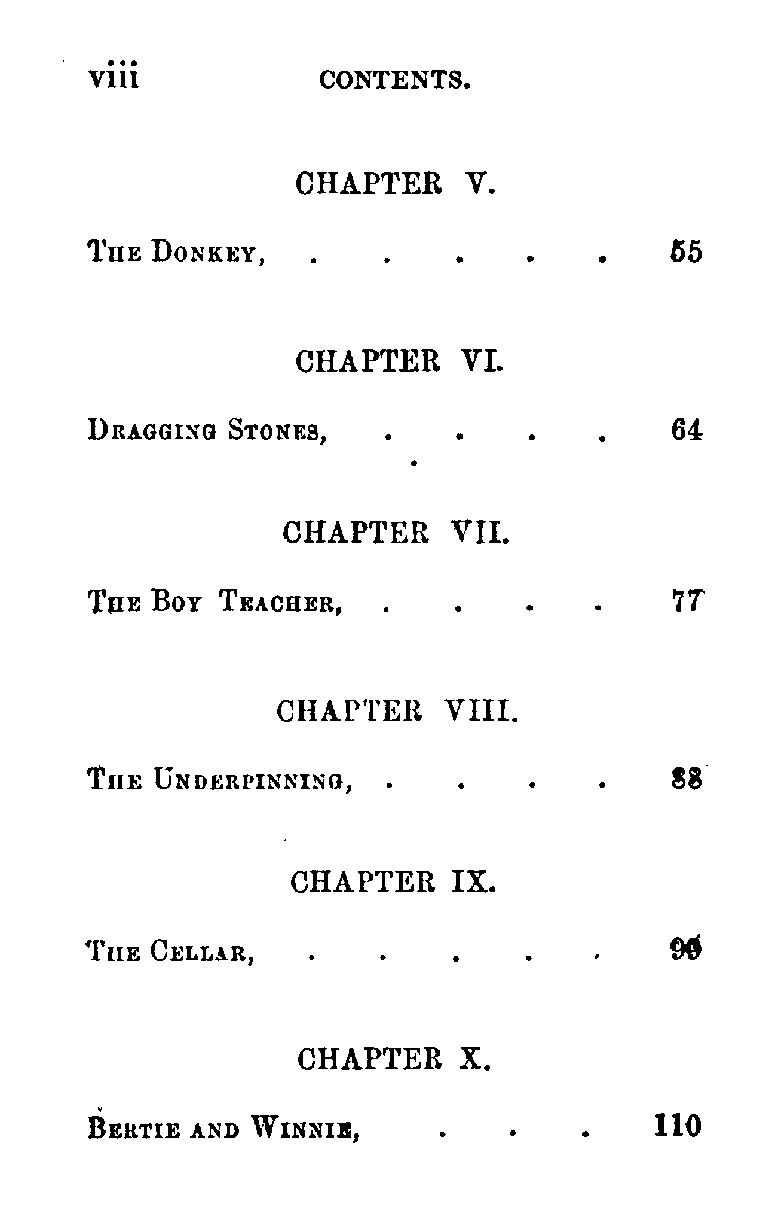 viii CONTENTS.
CHAPTER V.
THE DONKEY, . . . . . 55
CHAPTER VI.
DRAGGING STONES, . . . . 64
CHAPTER VII.
THE BOY TEACHER, . . . . 77
CHAPTER VIII.
THE UNDERPINNING, . . . . 88
CHAPTER IX.
THE CELLAR, . . . . .
CHAPTER X.
BERTIE AND WINNIE, . . . 110